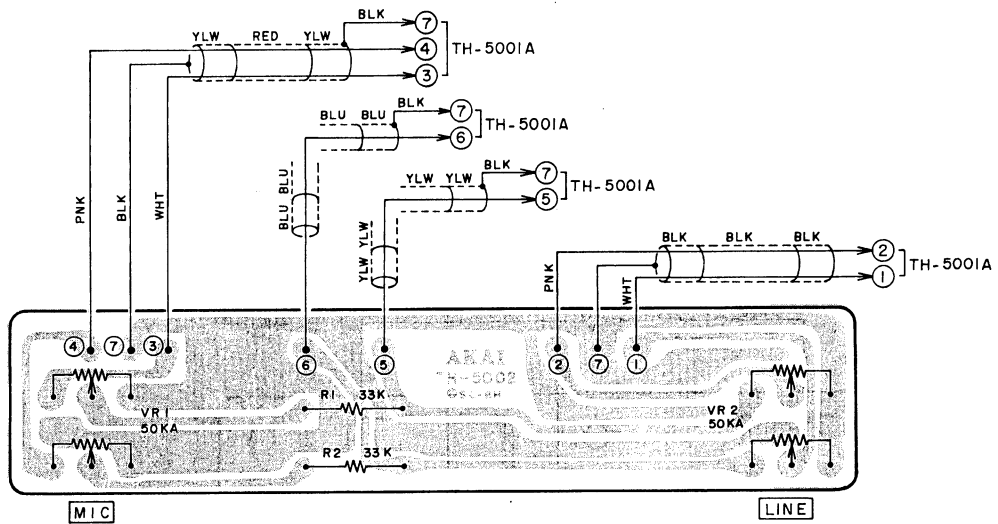 BLK ⑦
YLW RED YLW ④ TH-5001A
③
BLK ⑦
BLU BLU ⑥ TH-5001A
BLU BLU
BLK ⑦
YLW YLW ⑤ TH-5001A
YLW YLW
PNK BLK WHT
BLK BLK BLK ②
① TH-5001A
PNK WHT
④ ⑦ ③ ⑥ ⑤ ② ⑦ ①
AKAI
TH-5002
R1 33K
VR1
50KA
VR2
50KA
R2 33K
MIC LINE